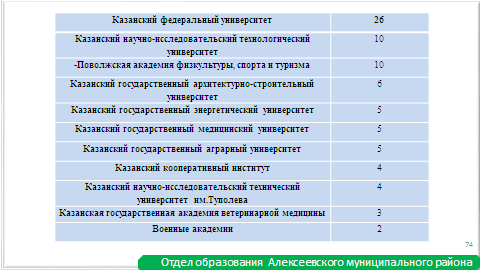 Казанский федеральный университет 26
Казанский научно-исследовательский технологический
университет 10
-Поволжская академия физкультуры, спорта и туризма 10
Казанский государственный архитектурно-строительный
университет 6
Казанский государственный энергетический университет 5
Казанский государственный медицинский университет 5
Казанский государственный аграрный университет 5
Казанский кооперативный институт 4
Казанский научно-исследовательский технический
университет им.Туполева 4
Казанская государственная академия ветеринарной медицины 3
Военные академии 2
74
Отдел образования Алексеевского муниципального района